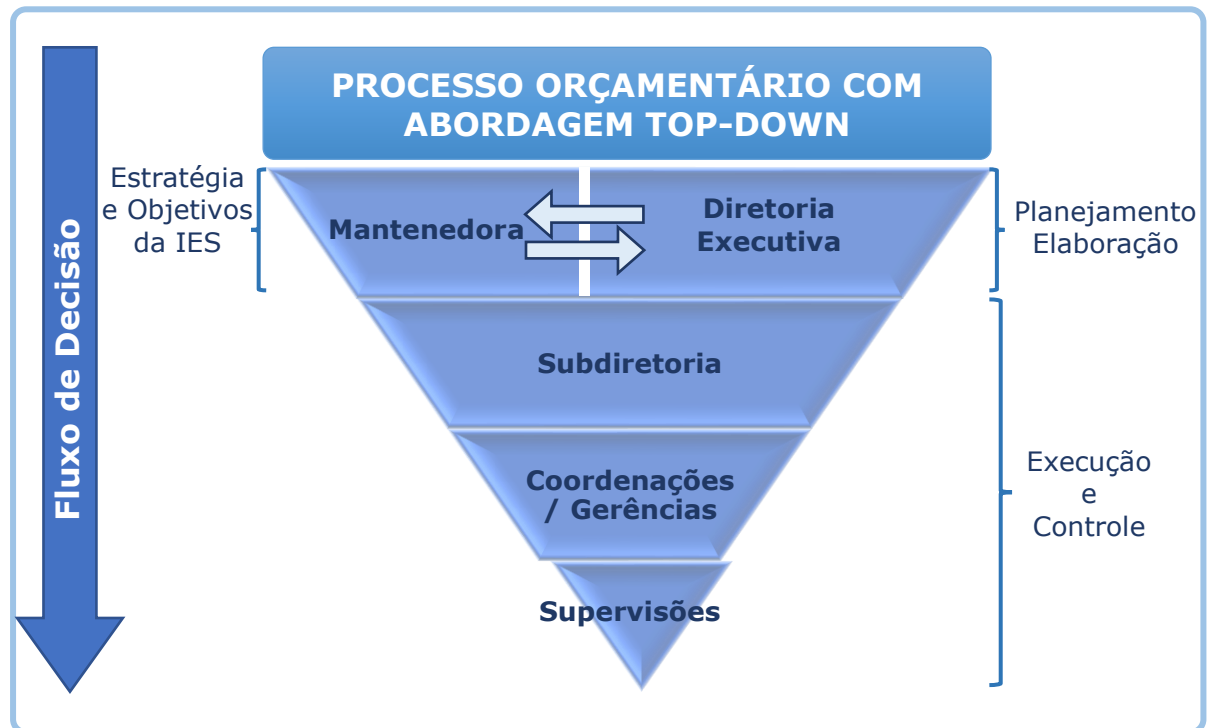 PROCESSO ORÇAMENTÁRIO COM
ABORDAGEM TOP-DOWN
Fluxo de Decisão
Estratégia
e Objetivos
da IES
Mantenedora
Diretoria
Executiva
Planejamento
Elaboração
Subdiretoria
Coordenações
/ Gerências
Supervisões
Execução
e
Controle